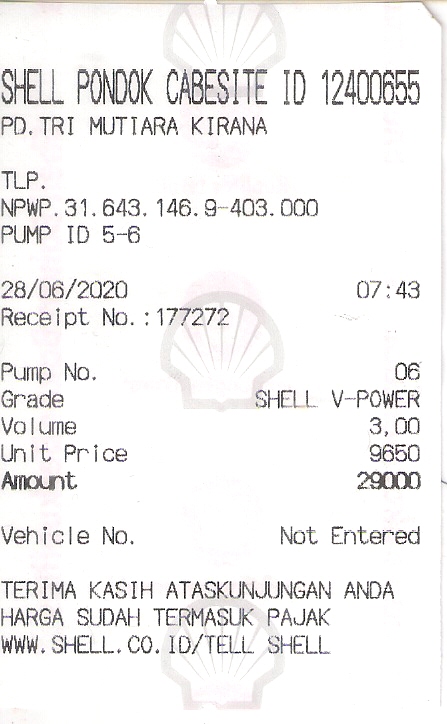 SHELL PONDOK CABESITE ID 12400655
PD.TRI MUTIARA KIRANA
TLP.
NPWP.31.643.146.9-403.000
PUMP ID 5-6
28/06/2020 07:43
Receipt No.:177272
Pump No. 06
Grade SHELL V-POWER
Volume 3,00
Unit Price 9650
Amount 29000
Vehicle No. Not Entered
TERIMA KASIH ATASKUNJUNGAN ANDA
HARGA SUDAH TERMASUK PAJAK
WWW.SHELL.CO.ID/TELL SHELL